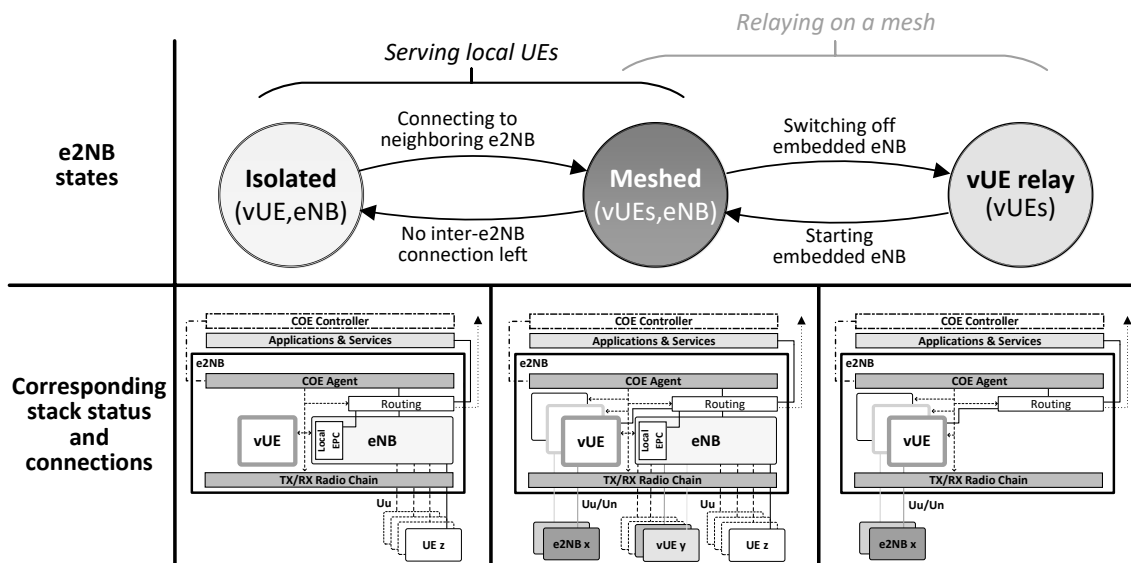 Relaying on a mesh
Serving local UEs
e2NB
states
Connecting to
neighboring e2NB
Switching off
embedded eNB
Isolated
(vUE,eNB)
Meshed
(vUEs,eNB)
vUE relay
(vUEs)
No inter-e2NB
connection left
Starting
embedded eNB
Corresponding
stack status
and
connections
COE Controller
Applications & Services
e2NB
COE Agent
Routing
vUE
Local
EPC
eNB
TX/RX Radio Chain
Uu
UE z
COE Controller
Applications & Services
e2NB
COE Agent
Routing
vUE
Local
EPC
eNB
TX/RX Radio Chain
Uu/Un
Uu
e2NB x
vUE y
UE z
COE Controller
Applications & Services
e2NB
COE Agent
Routing
vUE
TX/RX Radio Chain
Uu/Un
e2NB x